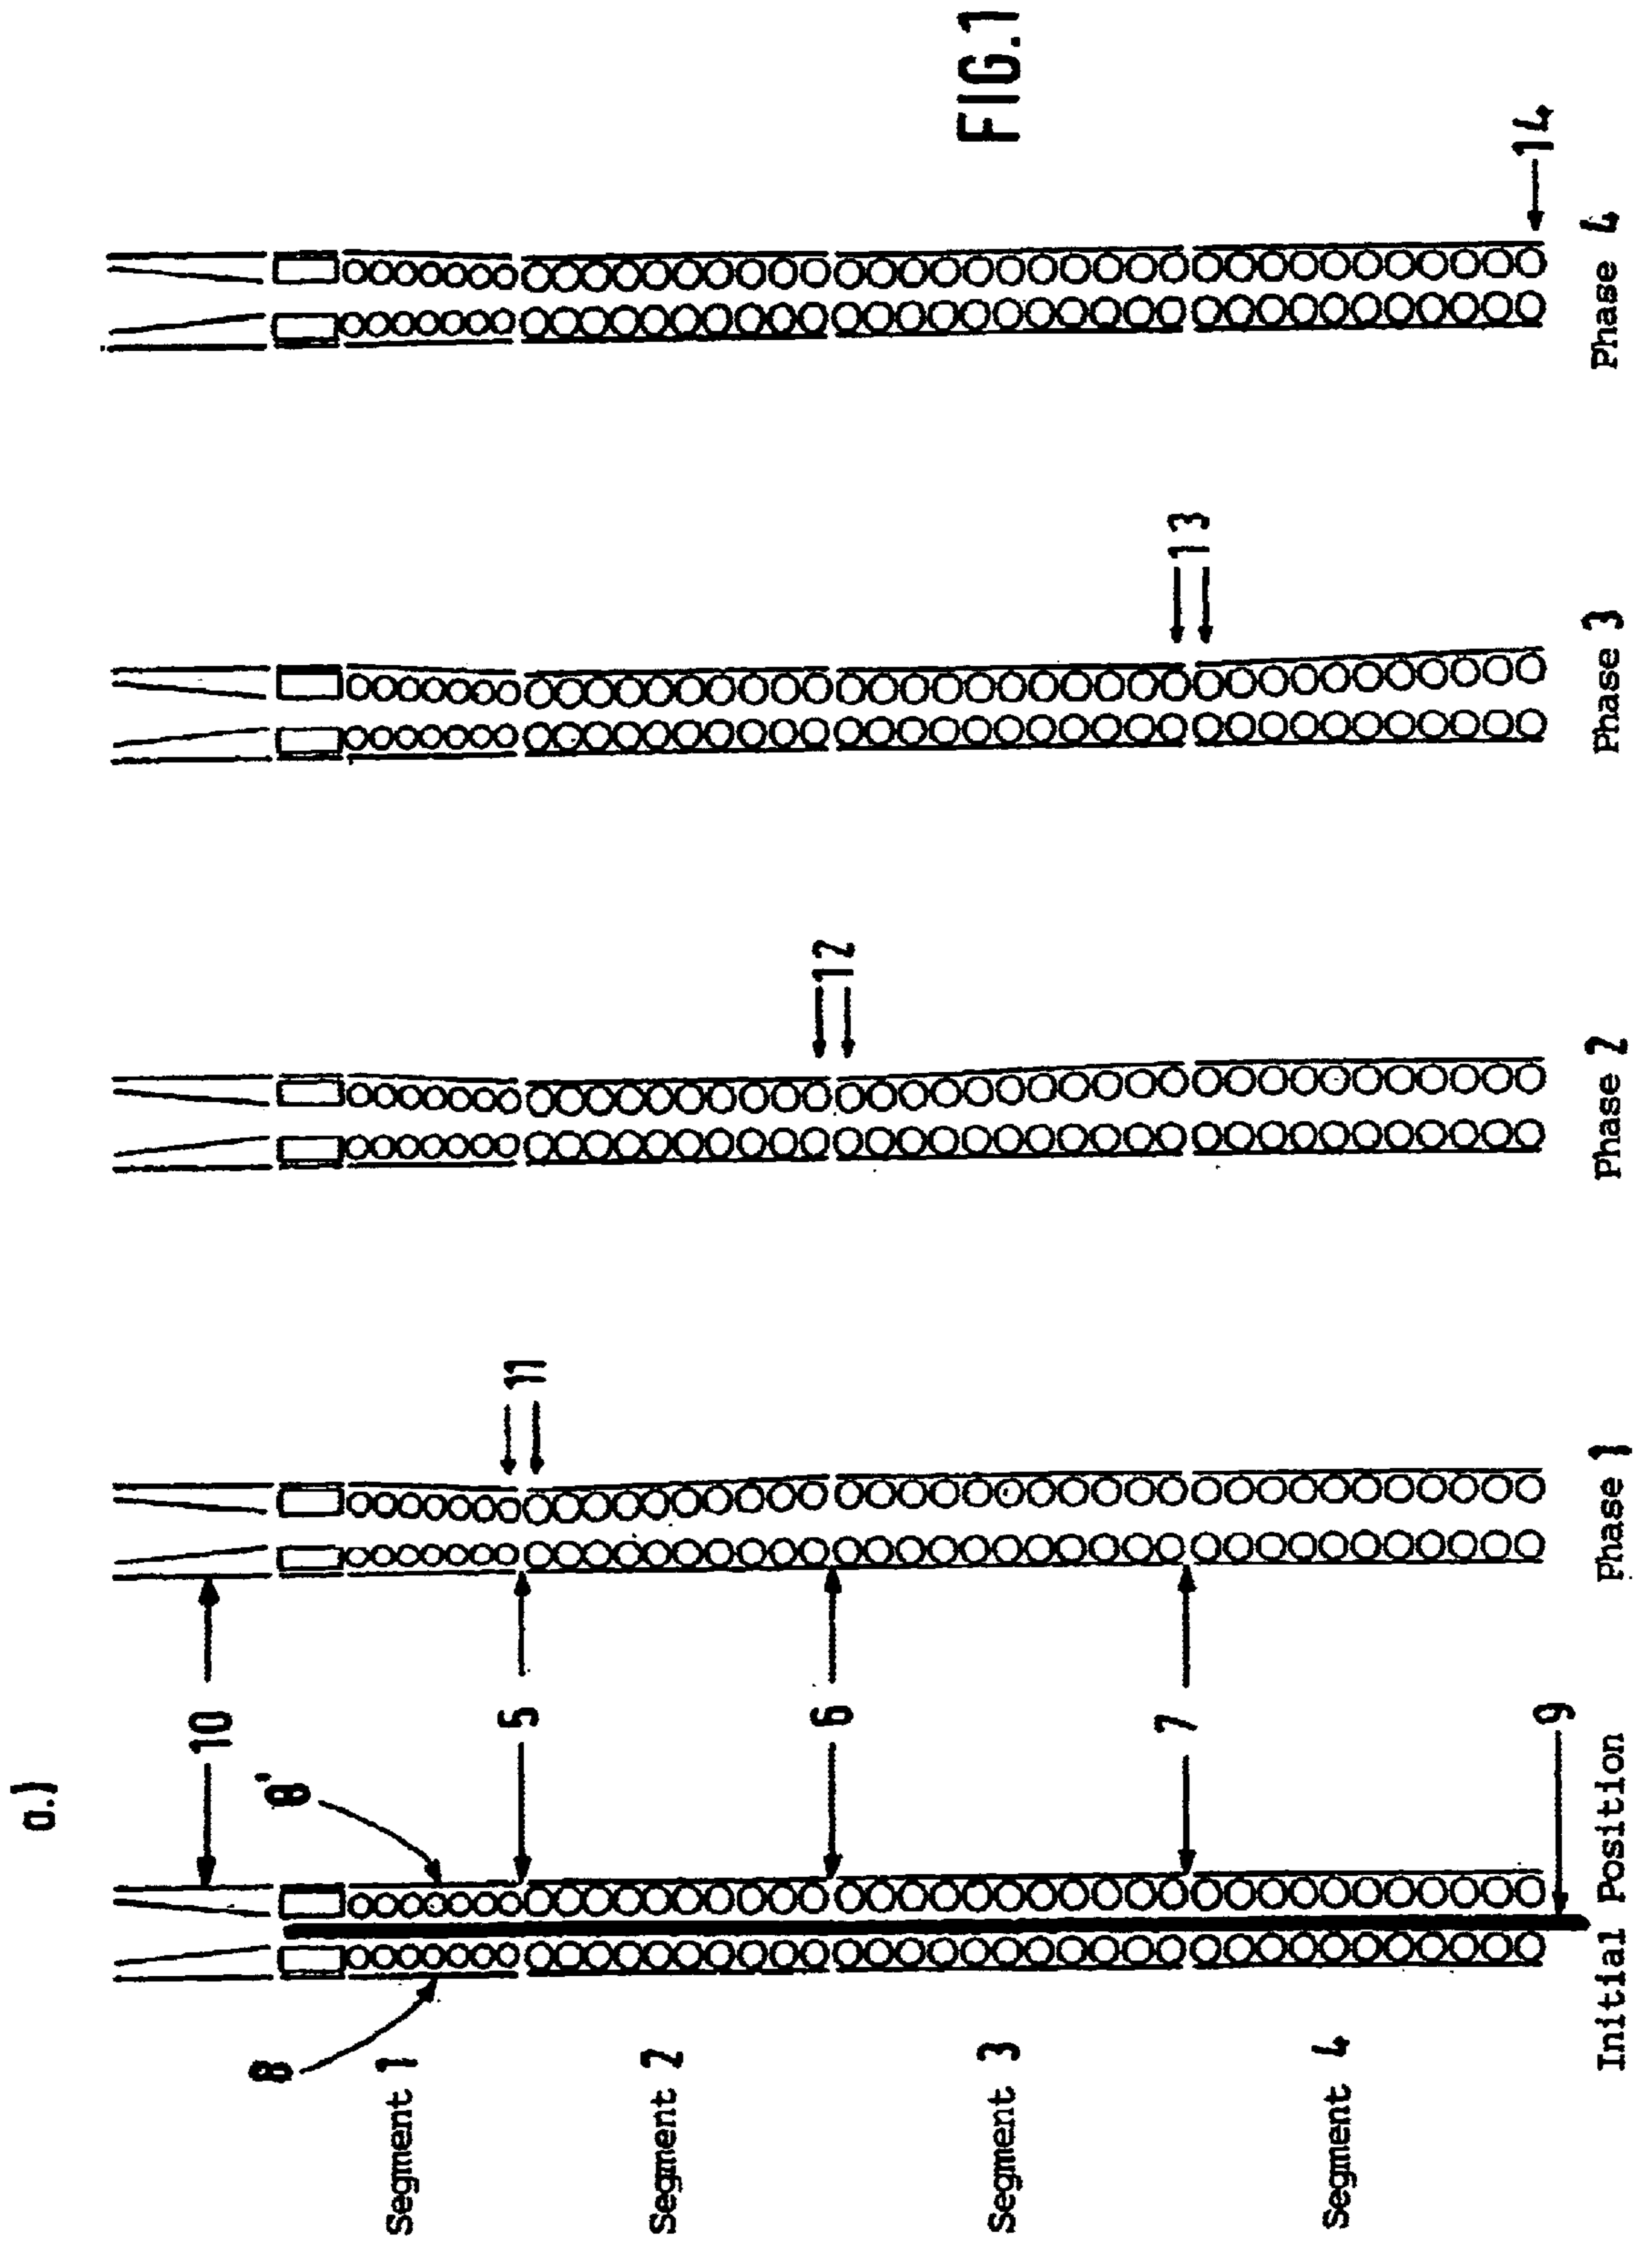 FIG.1
a.)
8
8'
10
5
6
7
9
11
12
13
14
Segment 1
Segment 2
Segment 3
Segment 4
Initial Position
Phase 1
Phase 2
Phase 3
Phase 4